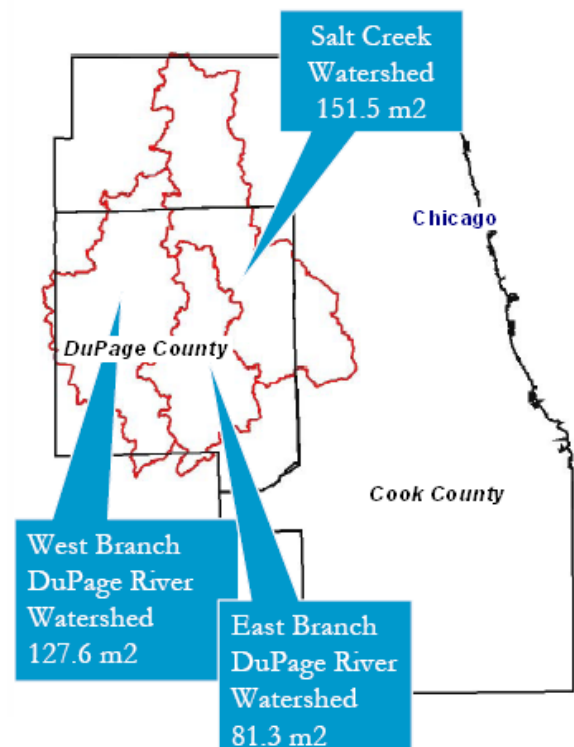 Salt Creek
Watershed
151.5 m2
Chicago
DuPage County
Cook County
West Branch
DuPage River
Watershed
127.6 m2
East Branch
DuPage River
Watershed
81.3 m2